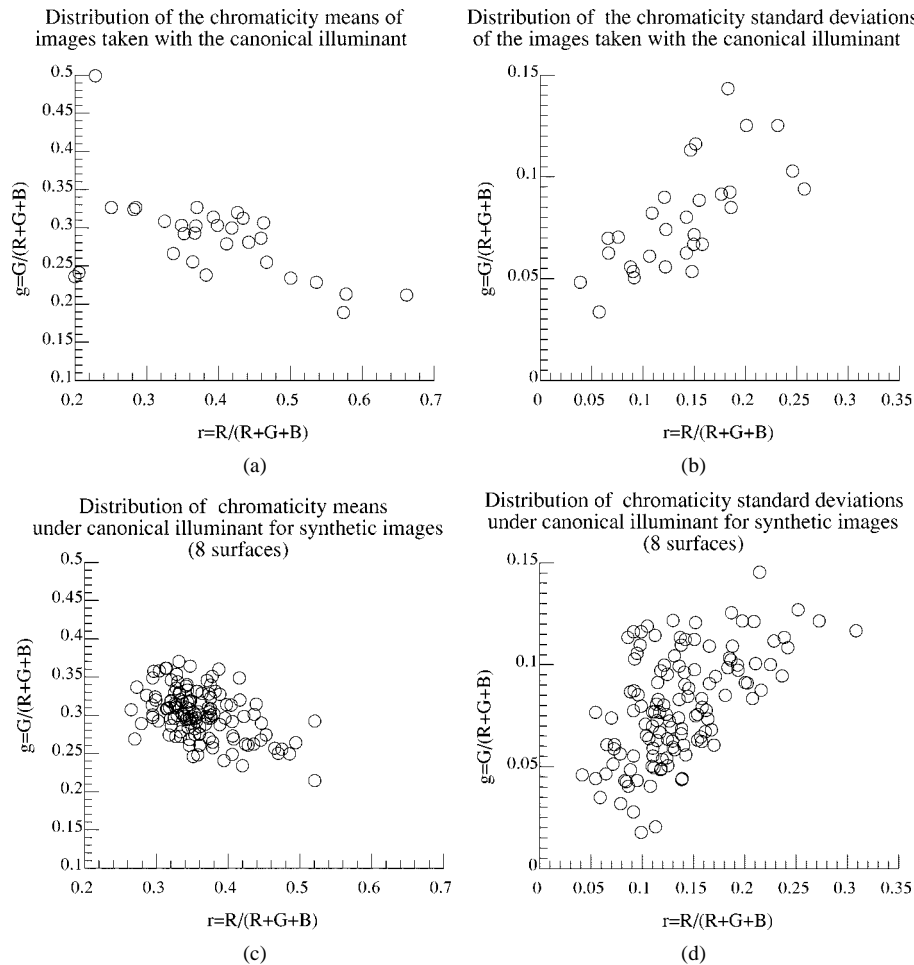 Distribution of the chromaticity means of
images taken with the canonical illuminant
0.5
0.45
0.4
0.35
0.3
0.25
0.2
0.15
0.1
g=G/(R+G+B)
0.2 0.3 0.4 0.5 0.6 0.7
r=R/(R+G+B)
(a)
Distribution of the chromaticity standard deviations
of the images taken with the canonical illuminant
0.15
0.1
0.05
0
g=G/(R+G+B)
0 0.05 0.1 0.15 0.2 0.25 0.3 0.35
r=R/(R+G+B)
(b)
Distribution of chromaticity means
under canonical illuminant for synthetic images
(8 surfaces)
0.5
0.45
0.4
0.35
0.3
0.25
0.2
0.15
0.1
g=G/(R+G+B)
0.2 0.3 0.4 0.5 0.6 0.7
r=R/(R+G+B)
(c)
Distribution of chromaticity standard deviations
under canonical illuminant for synthetic images
(8 surfaces)
0.15
0.1
0.05
0
g=G/(R+G+B)
0 0.05 0.1 0.15 0.2 0.25 0.3 0.35
r=R/(R+G+B)
(d)